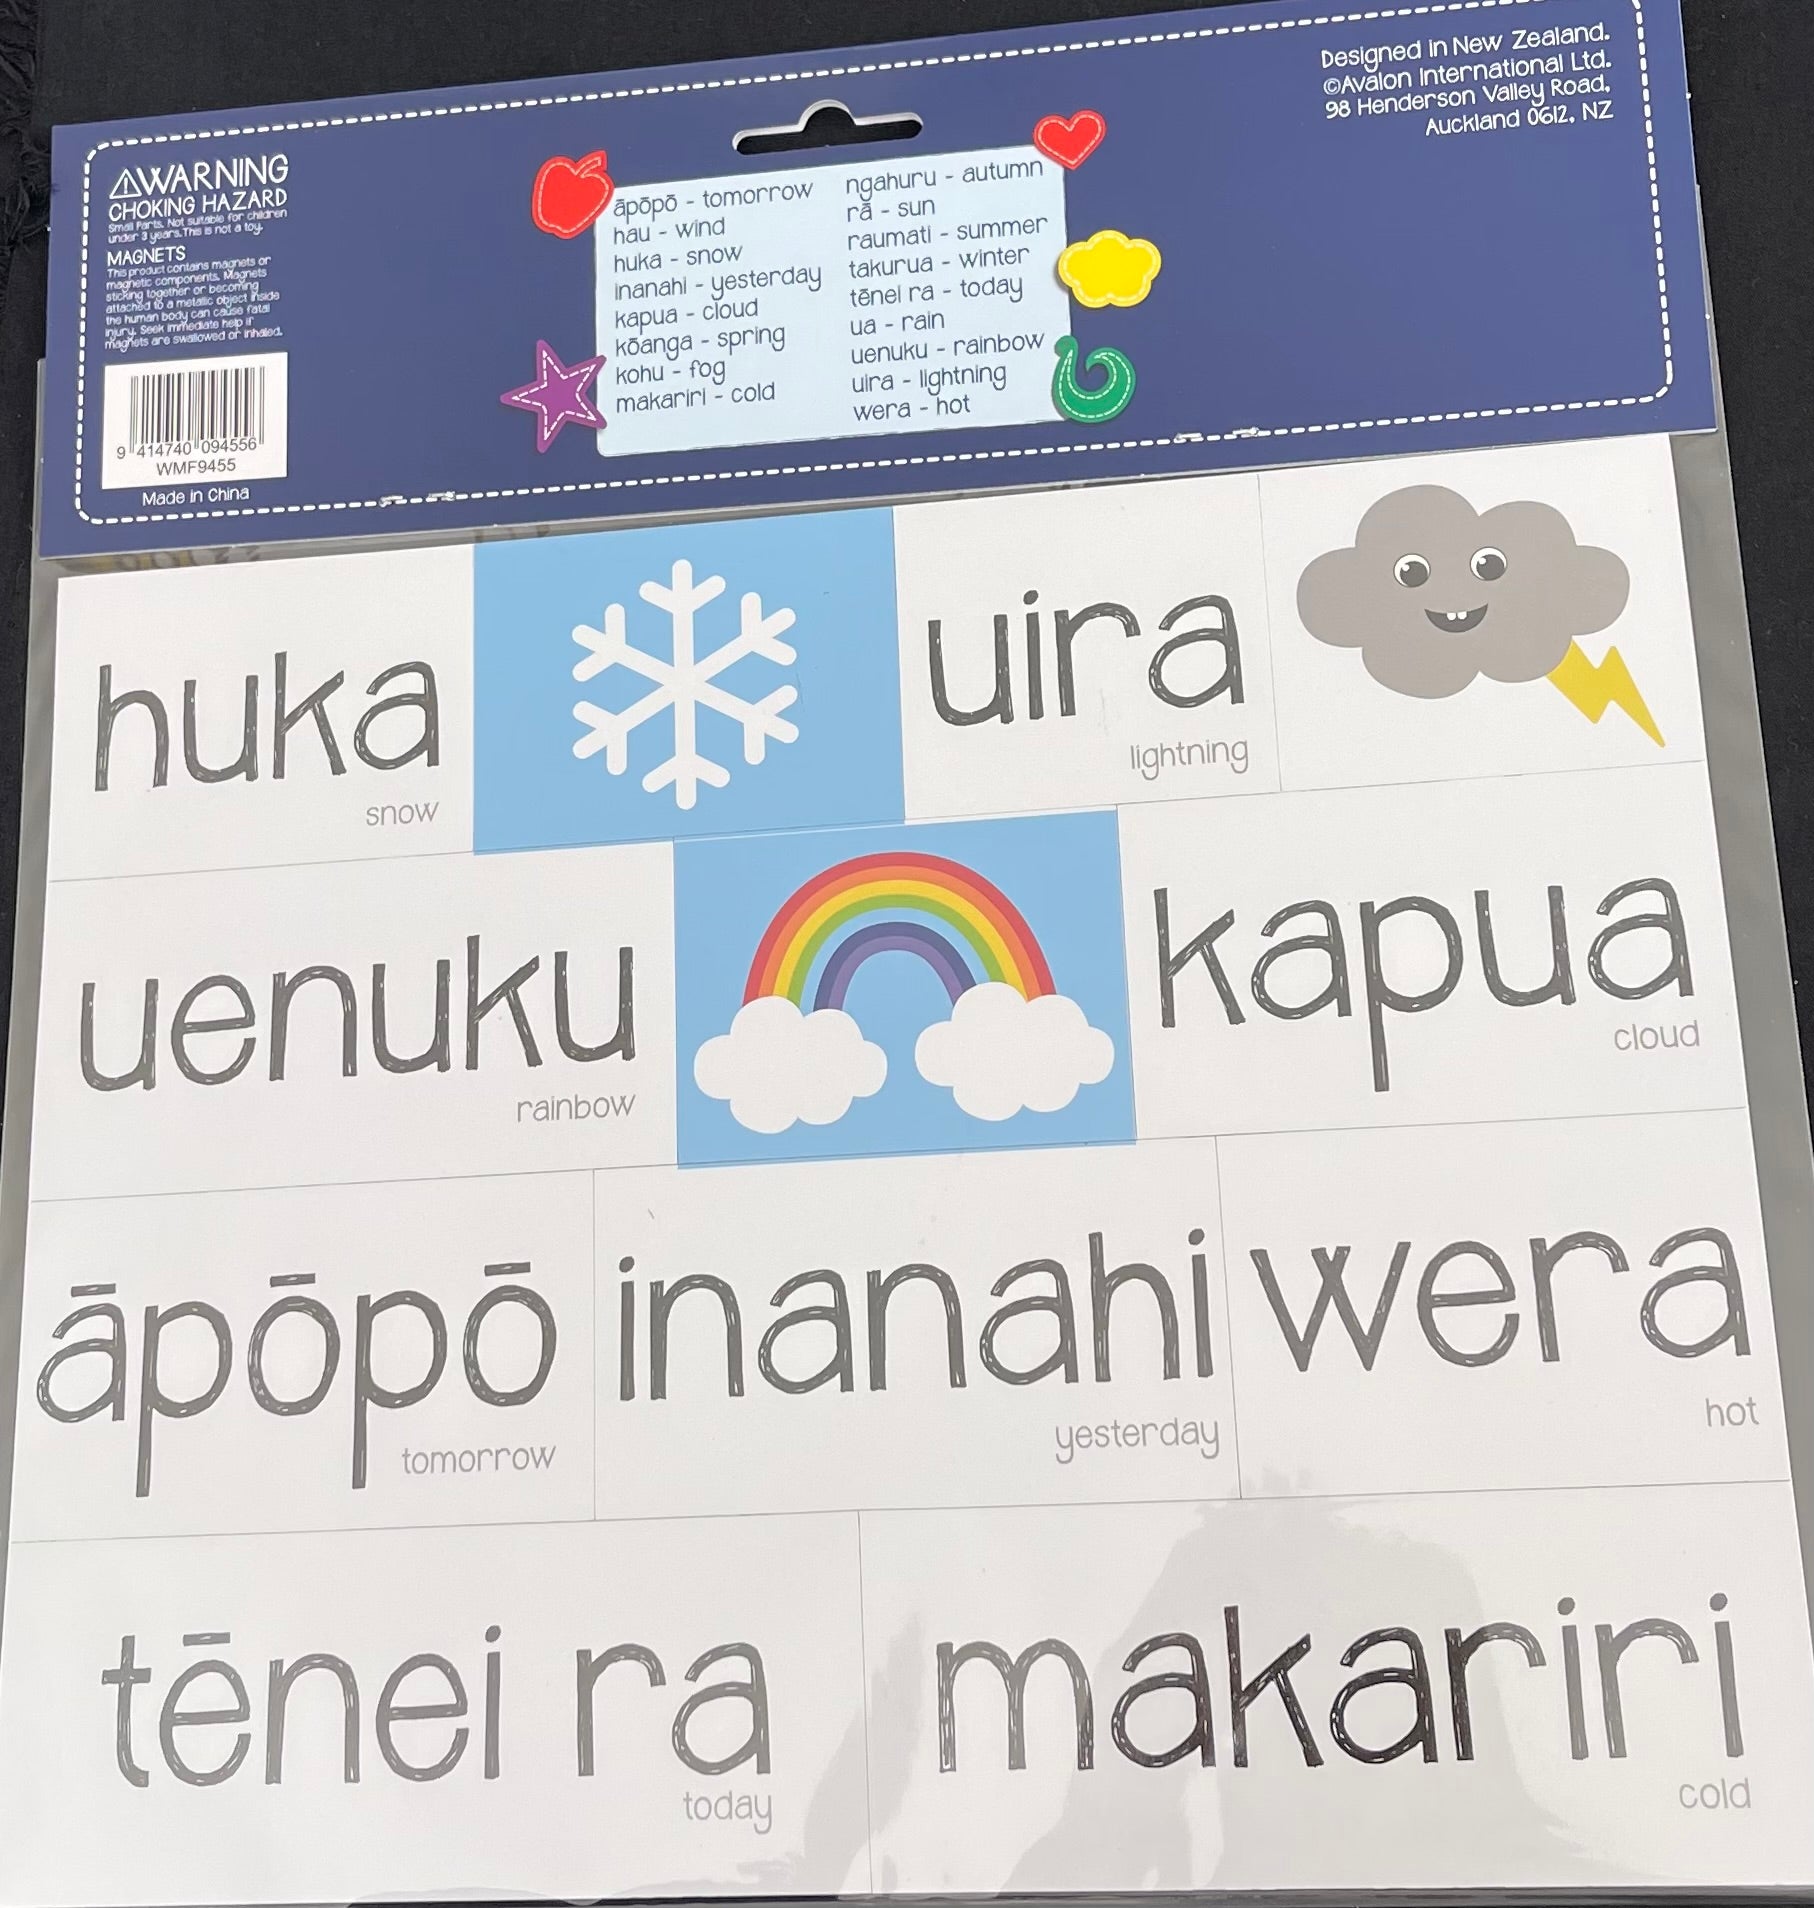 ⚠WARNING
CHOKING HAZARD
Small Parts. Not suitable for children
under 3 years. This is not a toy.
MAGNETS
This product contains magnets or
magnetic components. Magnets
sticking together or becoming
attached to a metallic object inside
the human body can cause fatal
injury. Seek immediate help if
magnets are swallowed or inhaled.
9 414740 094556
WMF9455
Made in China
āpōpō - tomorrow
hau - wind
huka - snow
inanahi - yesterday
kapua - cloud
kōanga - spring
kohu - fog
makariri - cold
ngahuru - autumn
rā - sun
raumati - summer
takurua - winter
tēnei ra - today
ua - rain
uenuku - rainbow
uira - lightning
wera - hot
Designed in New Zealand.
©Avalon International Ltd.
98 Henderson Valley Road,
Auckland 0612, NZ
huka
snow
uira
lightning
uenuku
rainbow
kapua
cloud
āpōpō
tomorrow
inanahi
yesterday
wera
hot
tēnei ra
today
makariri
cold